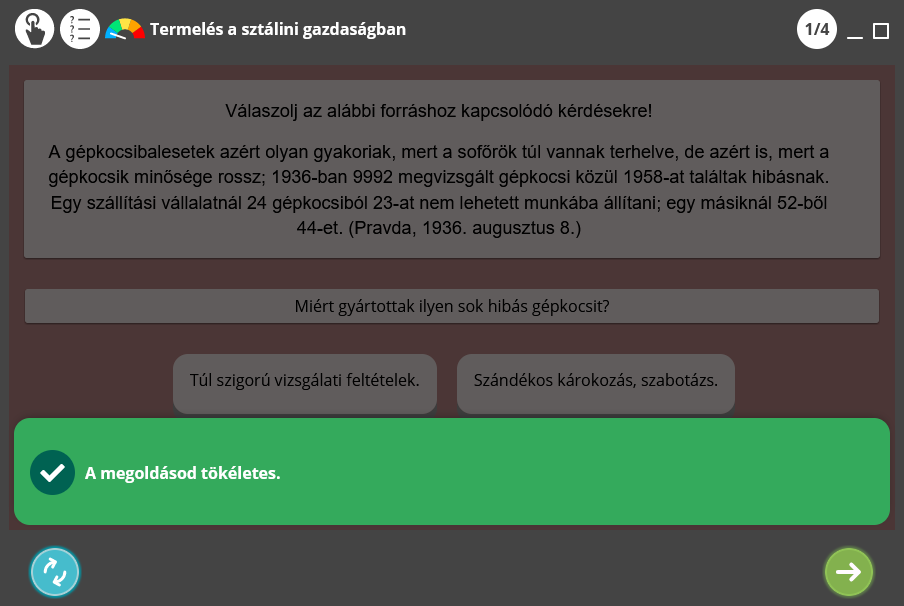 Termelés a sztálini gazdaságban
1/4
Válaszolj az alábbi forráshoz kapcsolódó kérdésekre!
A gépkocsibalesetek azért olyan gyakoriak, mert a sofőrök túl vannak terhelve, de azért is, mert a
gépkocsik minősége rossz; 1936-ban 9992 megvizsgált gépkocsi közül 1958-at találtak hibásnak.
Egy szállítási vállalatnál 24 gépkocsiból 23-at nem lehetett munkába állítani; egy másiknál 52-ből
44-et. (Pravda, 1936. augusztus 8.)
Miért gyártottak ilyen sok hibás gépkocsit?
Túl szigorú vizsgálati feltételek.
Szándékos károkozás, szabotázs.
A megoldásod tökéletes.